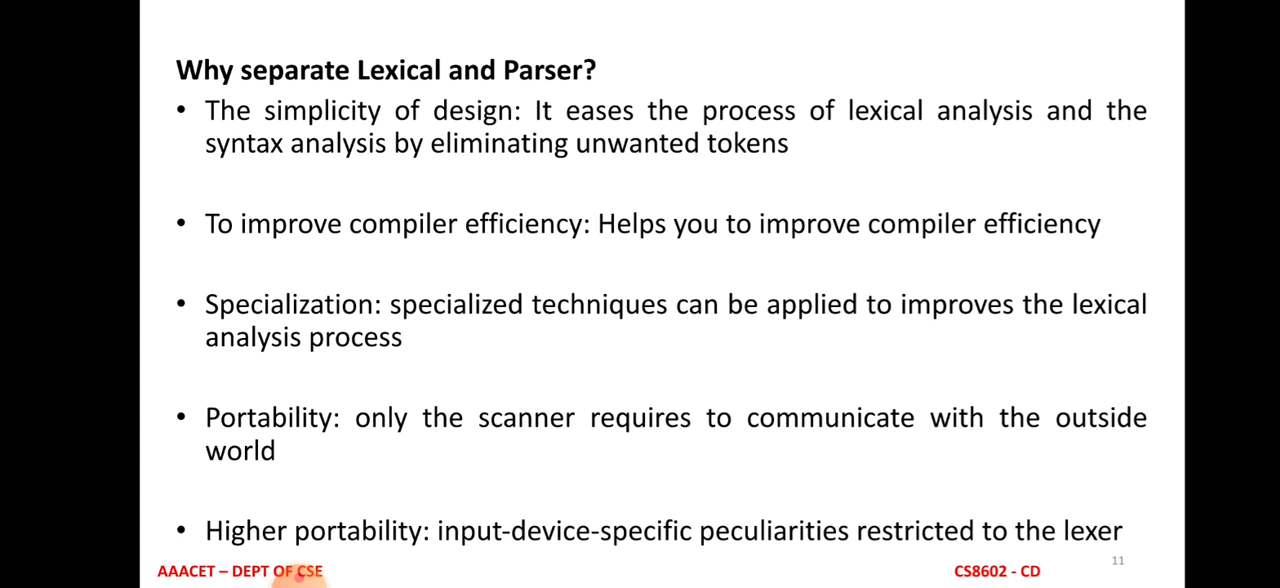 Why separate Lexical and Parser?
• The simplicity of design: It eases the process of lexical analysis and the
syntax analysis by eliminating unwanted tokens
• To improve compiler efficiency: Helps you to improve compiler efficiency
• Specialization: specialized techniques can be applied to improves the lexical
analysis process
• Portability: only the scanner requires to communicate with the outside
world
• Higher portability: input-device-specific peculiarities restricted to the lexer
11
AAACET – DEPT OF CSE
CS8602 - CD